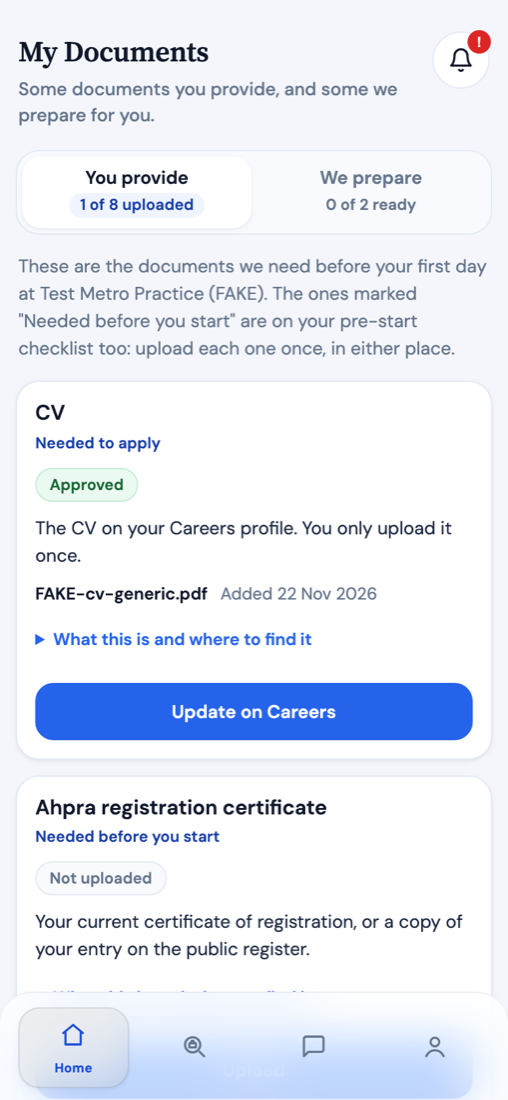 My Documents
!
Some documents you provide, and some we
prepare for you.
You provide
1 of 8 uploaded
We prepare
0 of 2 ready
These are the documents we need before your first day
at Test Metro Practice (FAKE). The ones marked
"Needed before you start" are on your pre-start
checklist too: upload each one once, in either place.
CV
Needed to apply
Approved
The CV on your Careers profile. You only upload it
once.
FAKE-cv-generic.pdf Added 22 Nov 2026
What this is and where to find it
Update on Careers
Ahpra registration certificate
Needed before you start
Not uploaded
Your current certificate of registration, or a copy of
your entry on the public register.
Upload
Home